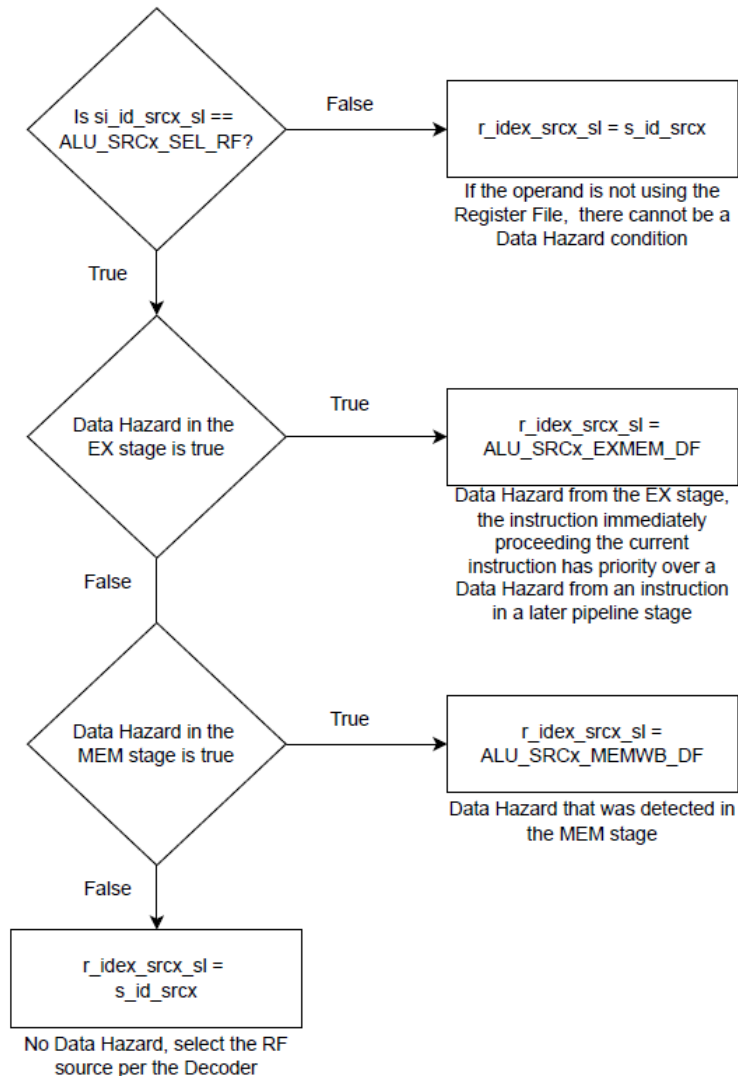 Is si_id_srcx_sl ==
ALU_SRCx_SEL_RF?
False
r_idex_srcx_sl = s_id_srcx
If the operand is not using the
Register File, there cannot be a
Data Hazard condition
True
Data Hazard in the
EX stage is true
True
r_idex_srcx_sl =
ALU_SRCx_EXMEM_DF
Data Hazard from the EX stage,
the instruction immediately
proceeding the current
instruction has priority over a
Data Hazard from an instruction
in a later pipeline stage
False
Data Hazard in the
MEM stage is true
True
r_idex_srcx_sl =
ALU_SRCx_MEMWB_DF
Data Hazard that was detected in
the MEM stage
False
r_idex_srcx_sl =
s_id_srcx
No Data Hazard, select the RF
source per the Decoder